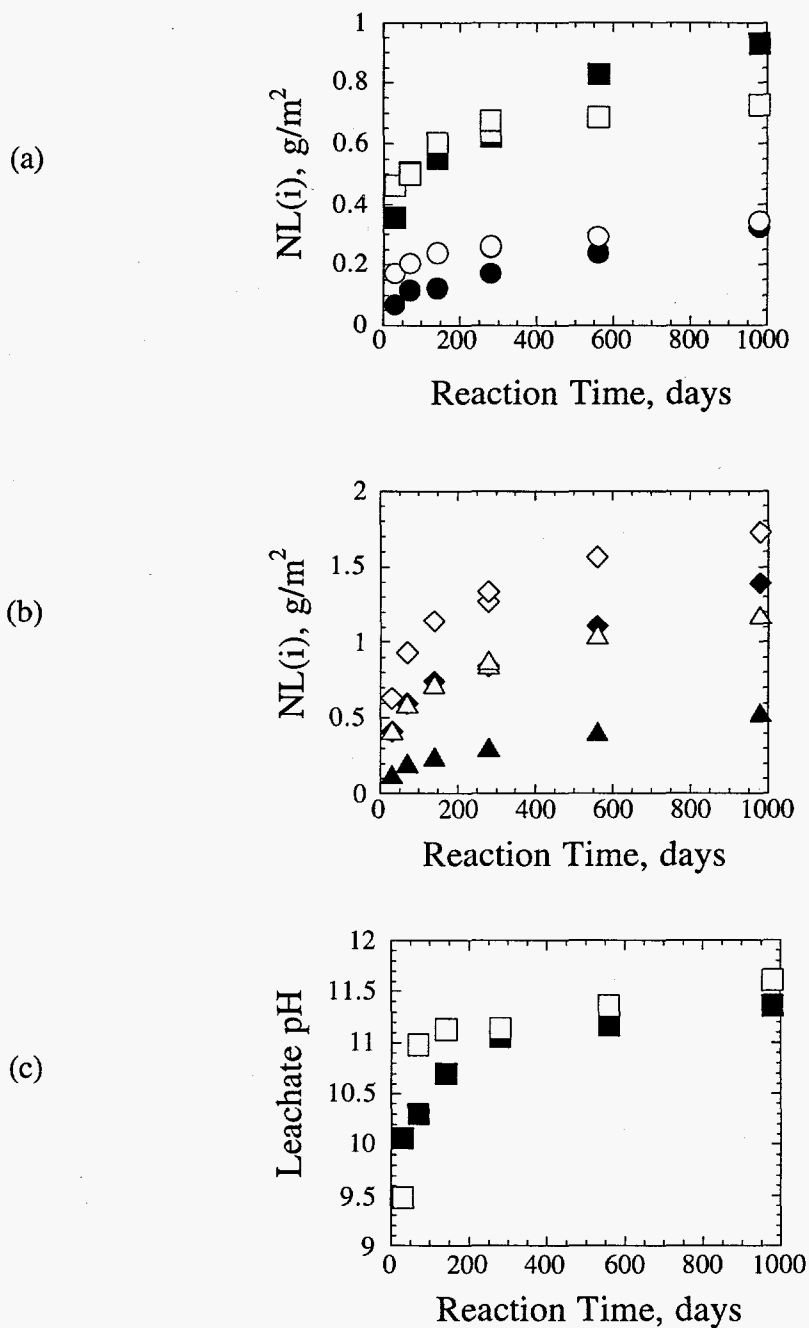 (a)
NL(i), g/m²
1
0.8
0.6
0.4
0.2
0
0 200 400 600 800 1000
Reaction Time, days
(b)
NL(i), g/m²
2
1.5
1
0.5
0
0 200 400 600 800 1000
Reaction Time, days
(c)
Leachate pH
12
11.5
11
10.5
10
9.5
9
0 200 400 600 800 1000
Reaction Time, days